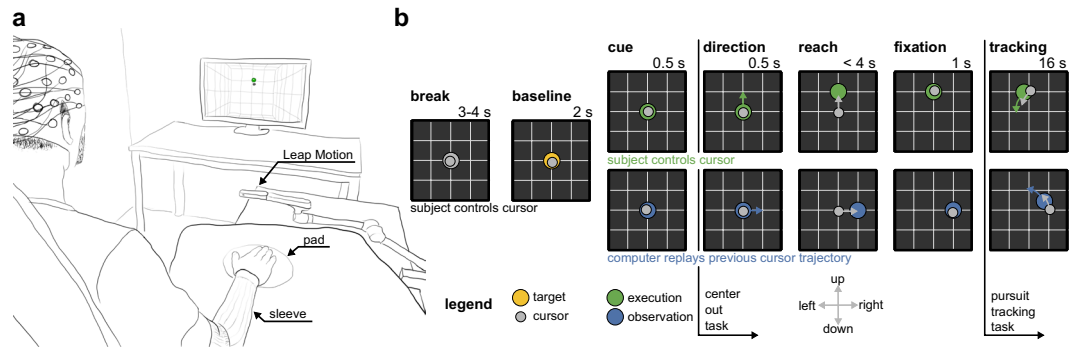 a
Leap Motion
pad
sleeve
b
break
3-4 s
baseline
2 s
subject controls cursor
cue
0.5 s
direction
0.5 s
reach
< 4 s
fixation
1 s
tracking
16 s
subject controls cursor
computer replays previous cursor trajectory
legend
target
cursor
execution
observation
center
out
task
up
left
right
down
pursuit
tracking
task